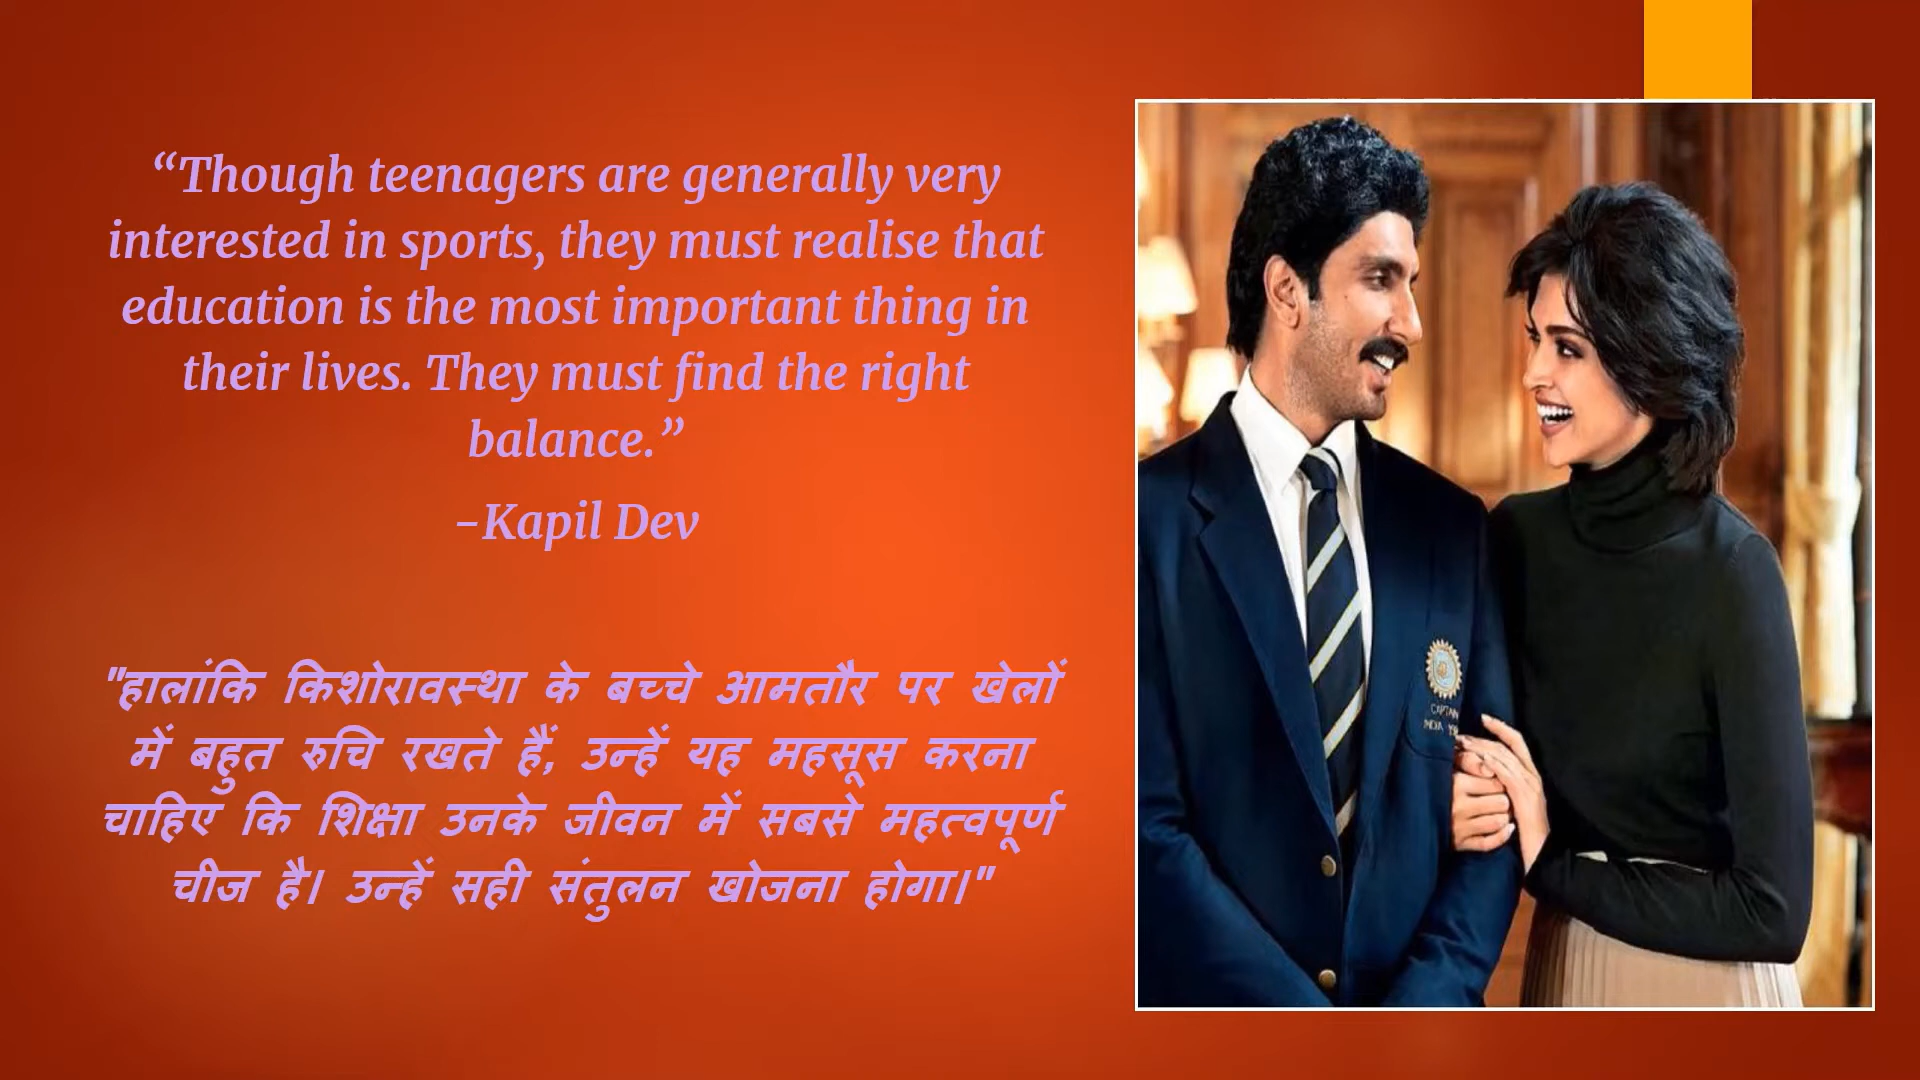 “Though teenagers are generally very
interested in sports, they must realise that
education is the most important thing in
their lives. They must find the right
balance.”
–Kapil Dev
"हालांकि किशोरावस्था के बच्चे आमतौर पर खेलों
में बहुत रुचि रखते हैं, उन्हें यह महसूस करना
चाहिए कि शिक्षा उनके जीवन में सबसे महत्वपूर्ण
चीज है। उन्हें सही संतुलन खोजना होगा।"
CAPTAIN
INDIA